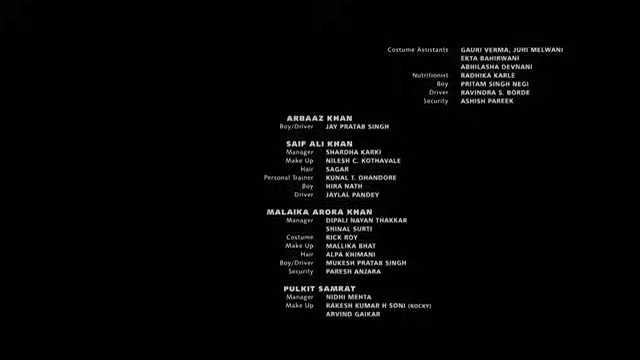 Costume Assistants GAURI VERMA, JUHI MELWANI
EKTA BAHIRWANI
ABHILASHA DEVNANI
Nutritionist RADHIKA KARLE
Boy PRITAM SINGH NEGI
Driver RAVINDRA S. BORDE
Security ASHISH PAREEK
ARBAAZ KHAN
Boy/Driver JAY PRATAB SINGH
SAIF ALI KHAN
Manager SHARDHA KARKI
Make Up NILESH C. KOTHAVALE
Hair SAGAR
Personal Trainer KUNAL T. DHANDORE
Boy HIRA NATH
Driver JAYLAL PANDEY
MALAIKA ARORA KHAN
Manager DIPALI NAYAN THAKKAR
SHINAL SURTI
Costume RICK ROY
Make Up MALLIKA BHAT
Hair ALPA KHIMANI
Boy/Driver MUKESH PRATAB SINGH
Security PARESH ANJARA
PULKIT SAMRAT
Manager NIDHI MEHTA
Make Up RAKESH KUMAR H SONI (ROCKY)
ARVIND GAIKAR